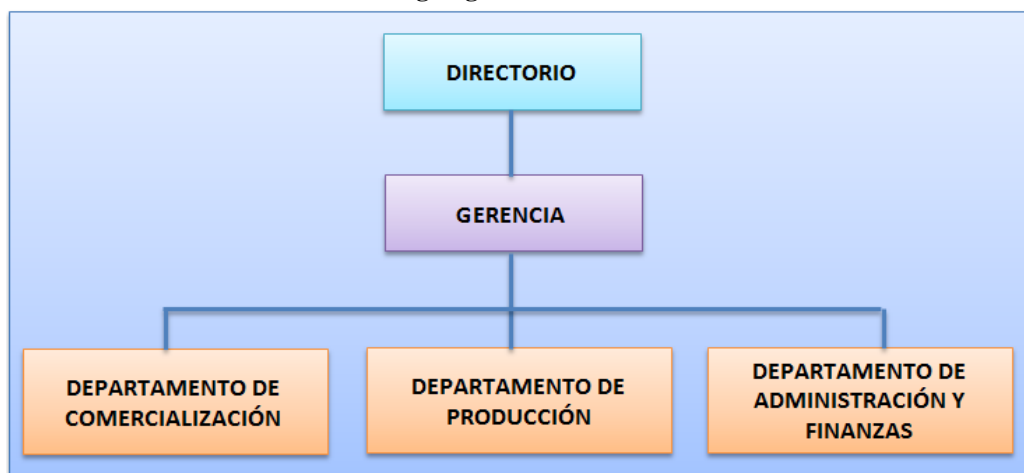 DIRECTORIO
GERENCIA
DEPARTAMENTO DE
COMERCIALIZACIÓN
DEPARTAMENTO DE
PRODUCCIÓN
DEPARTAMENTO DE
ADMINISTRACIÓN Y
FINANZAS